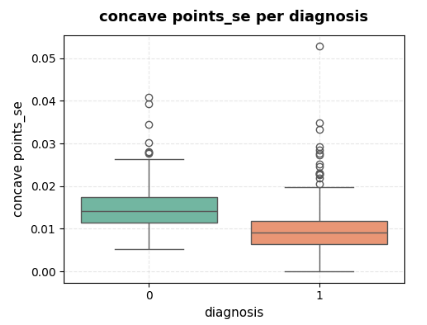 concave points_se per diagnosis
concave points_se
0.05
0.04
0.03
0.02
0.01
0.00
0
1
diagnosis